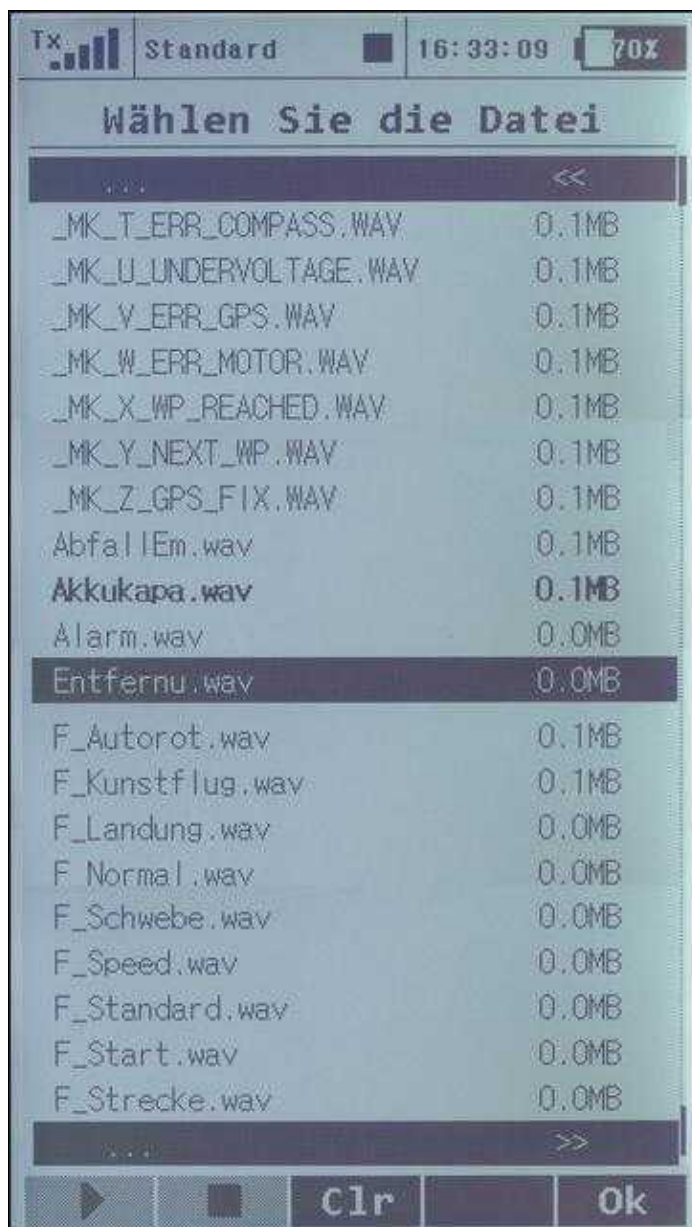 Tx Standard 16:33:09 70%
Wählen Sie die Datei
... <<
_MK_T_ERR_COMPASS.WAV 0.1MB
_MK_U_UNDERVOLTAGE.WAV 0.1MB
_MK_V_ERR_GPS.WAV 0.1MB
_MK_W_ERR_MOTOR.WAV 0.1MB
_MK_X_WP_REACHED.WAV 0.1MB
_MK_Y_NEXT_WP.WAV 0.1MB
_MK_Z_GPS_FIX.WAV 0.1MB
AbfallEm.wav 0.1MB
Akkukapa.wav 0.1MB
Alarm.wav 0.0MB
Entfernu.wav 0.0MB
F_Autorot.wav 0.1MB
F_Kunstflug.wav 0.1MB
F_Landung.wav 0.0MB
F Normal.wav 0.0MB
F_Schwebe.wav 0.0MB
F_Speed.wav 0.0MB
F_Standard.wav 0.0MB
F_Start.wav 0.0MB
F_Strecke.wav 0.0MB
... >>
Clr Ok